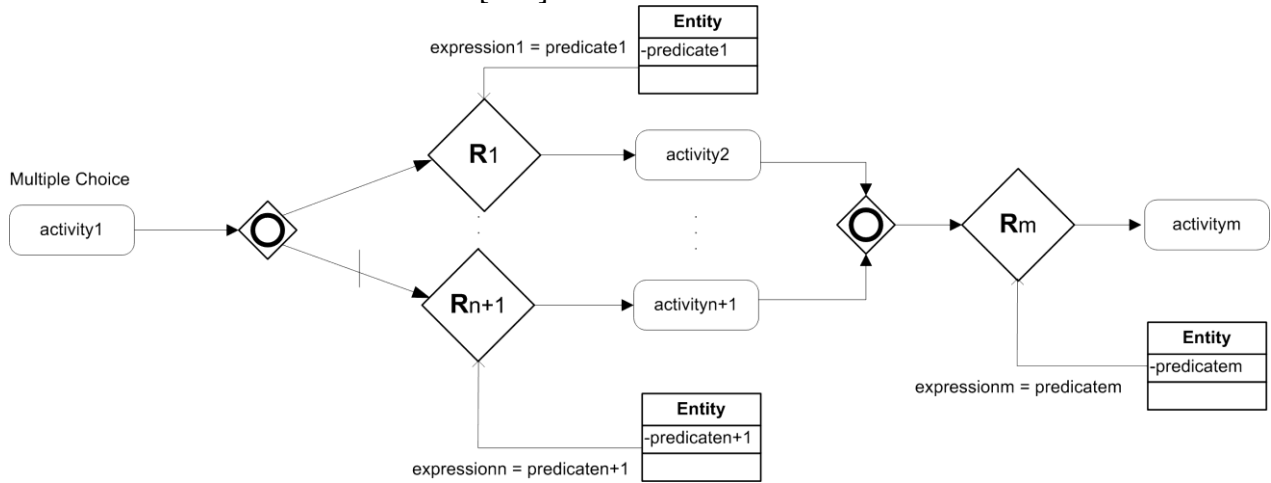 Entity
expression1 = predicate1
-predicate1
R1
activity2
Multiple Choice
activity1
Rm
activitym
Rn+1
activityn+1
Entity
-predicatem
expressionm = predicatem
Entity
-predicaten+1
expressionn = predicaten+1